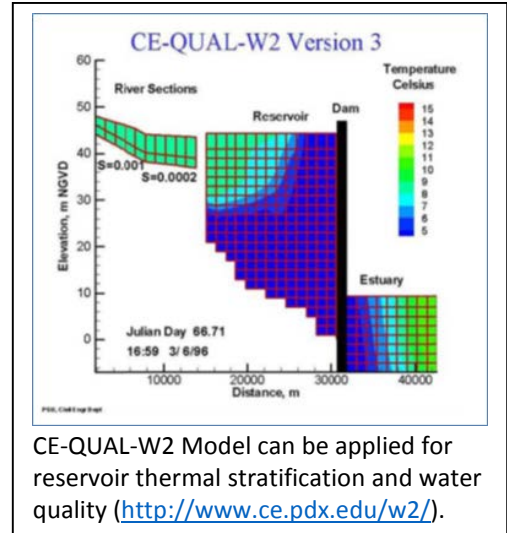 CE-QUAL-W2 Version 3
60
50
40
30
20
10
0
Elevation, m NGVD
River Sections
S=0.001
S=0.0002
Reservoir
Dam
Temperature
Celsius
15
14
13
12
11
10
9
8
7
6
5
Estuary
Julian Day 66.71
16:59 3/ 6/96
10000
20000
30000
40000
Distance, m
CE-QUAL-W2 Model can be applied for
reservoir thermal stratification and water
quality (http://www.ce.pdx.edu/w2/).